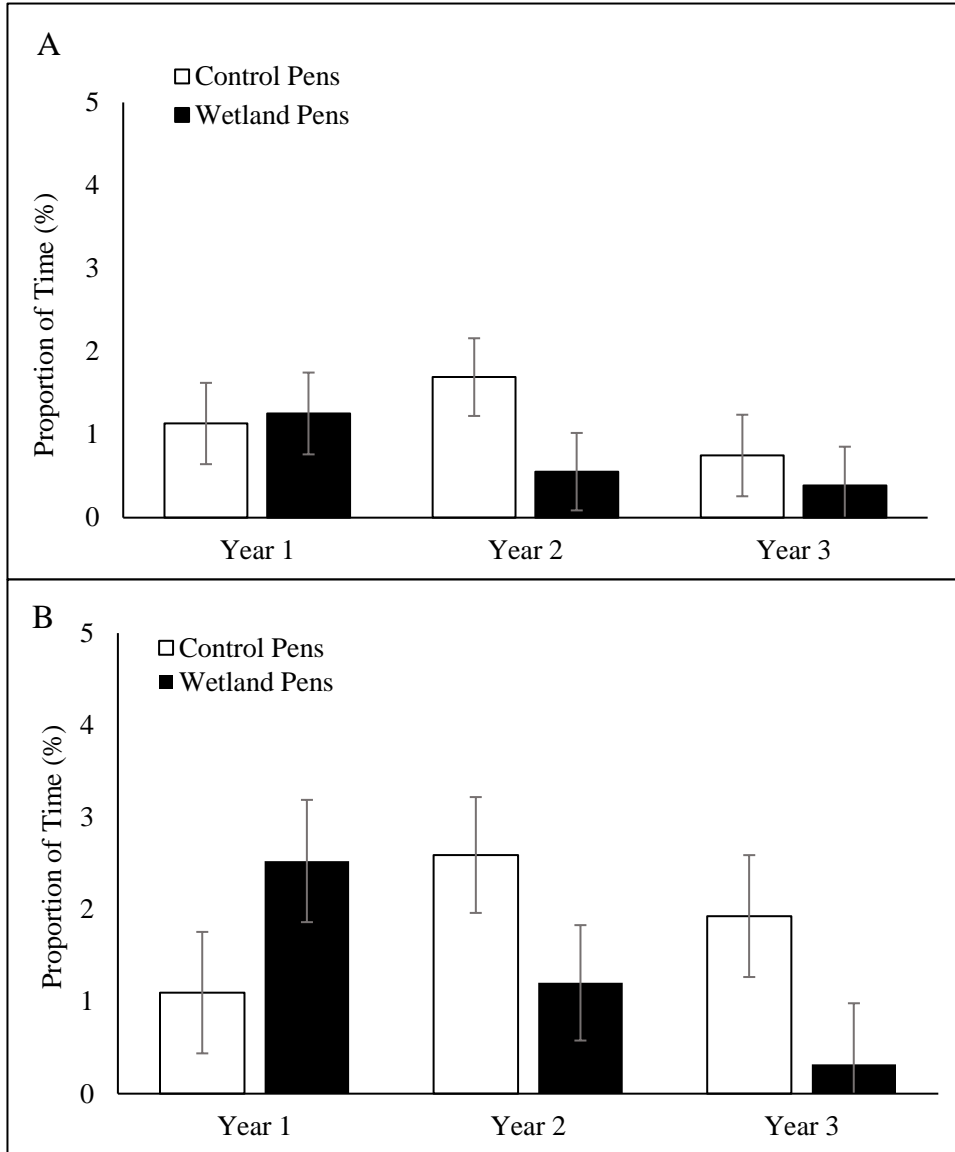 A
Control Pens
Wetland Pens
Proportion of Time (%)
5
4
3
2
1
0
Year 1 Year 2 Year 3
B
Control Pens
Wetland Pens
Proportion of Time (%)
5
4
3
2
1
0
Year 1 Year 2 Year 3